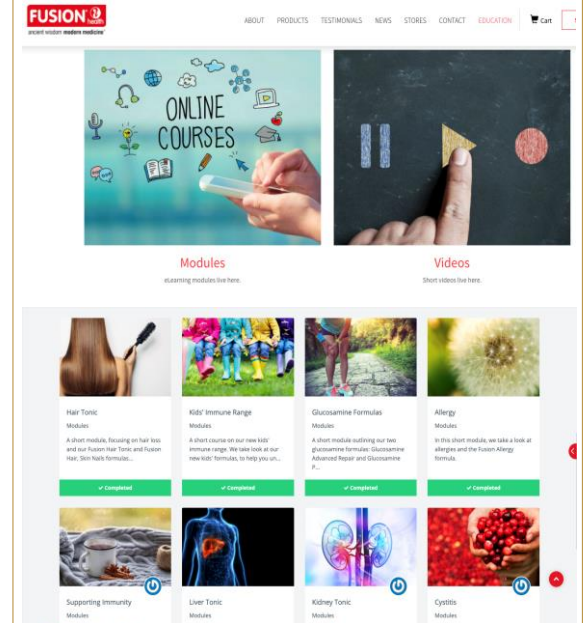 FUSION health
ancient wisdom modern medicine
ABOUT PRODUCTS TESTIMONIALS NEWS STORES CONTACT EDUCATION Cart
ONLINE
COURSES
Modules
eLearning modules live here.
Videos
Short videos live here.
Hair Tonic
Modules
A short module, focusing on hair loss
and our Fusion Hair Tonic and Fusion
Hair, Skin Nails formulas...
✓ Completed
Kids' Immune Range
Modules
A short course on our new kids'
immune range. We take look at our
new kids' formulas, to help you un...
✓ Completed
Glucosamine Formulas
Modules
A short module outlining our two
glucosamine formulas: Glucosamine
Advanced Repair and Glucosamine
P...
✓ Completed
Allergy
Modules
In this short module, we take a look at
allergies and the Fusion Allergy
formula.
✓ Completed
Supporting Immunity
Modules
Liver Tonic
Modules
Kidney Tonic
Modules
Cystitis
Modules